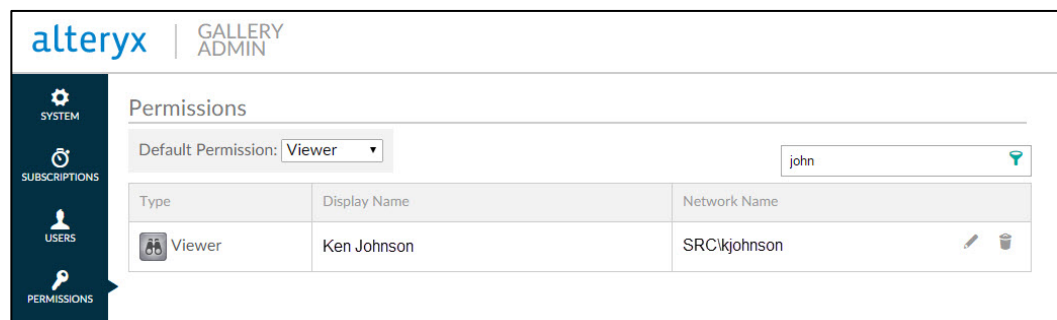 alteryx
GALLERY
ADMIN
SYSTEM
SUBSCRIPTIONS
USERS
PERMISSIONS
Permissions
Default Permission: Viewer
john
Type Display Name Network Name
Viewer Ken Johnson SRC\kjohnson